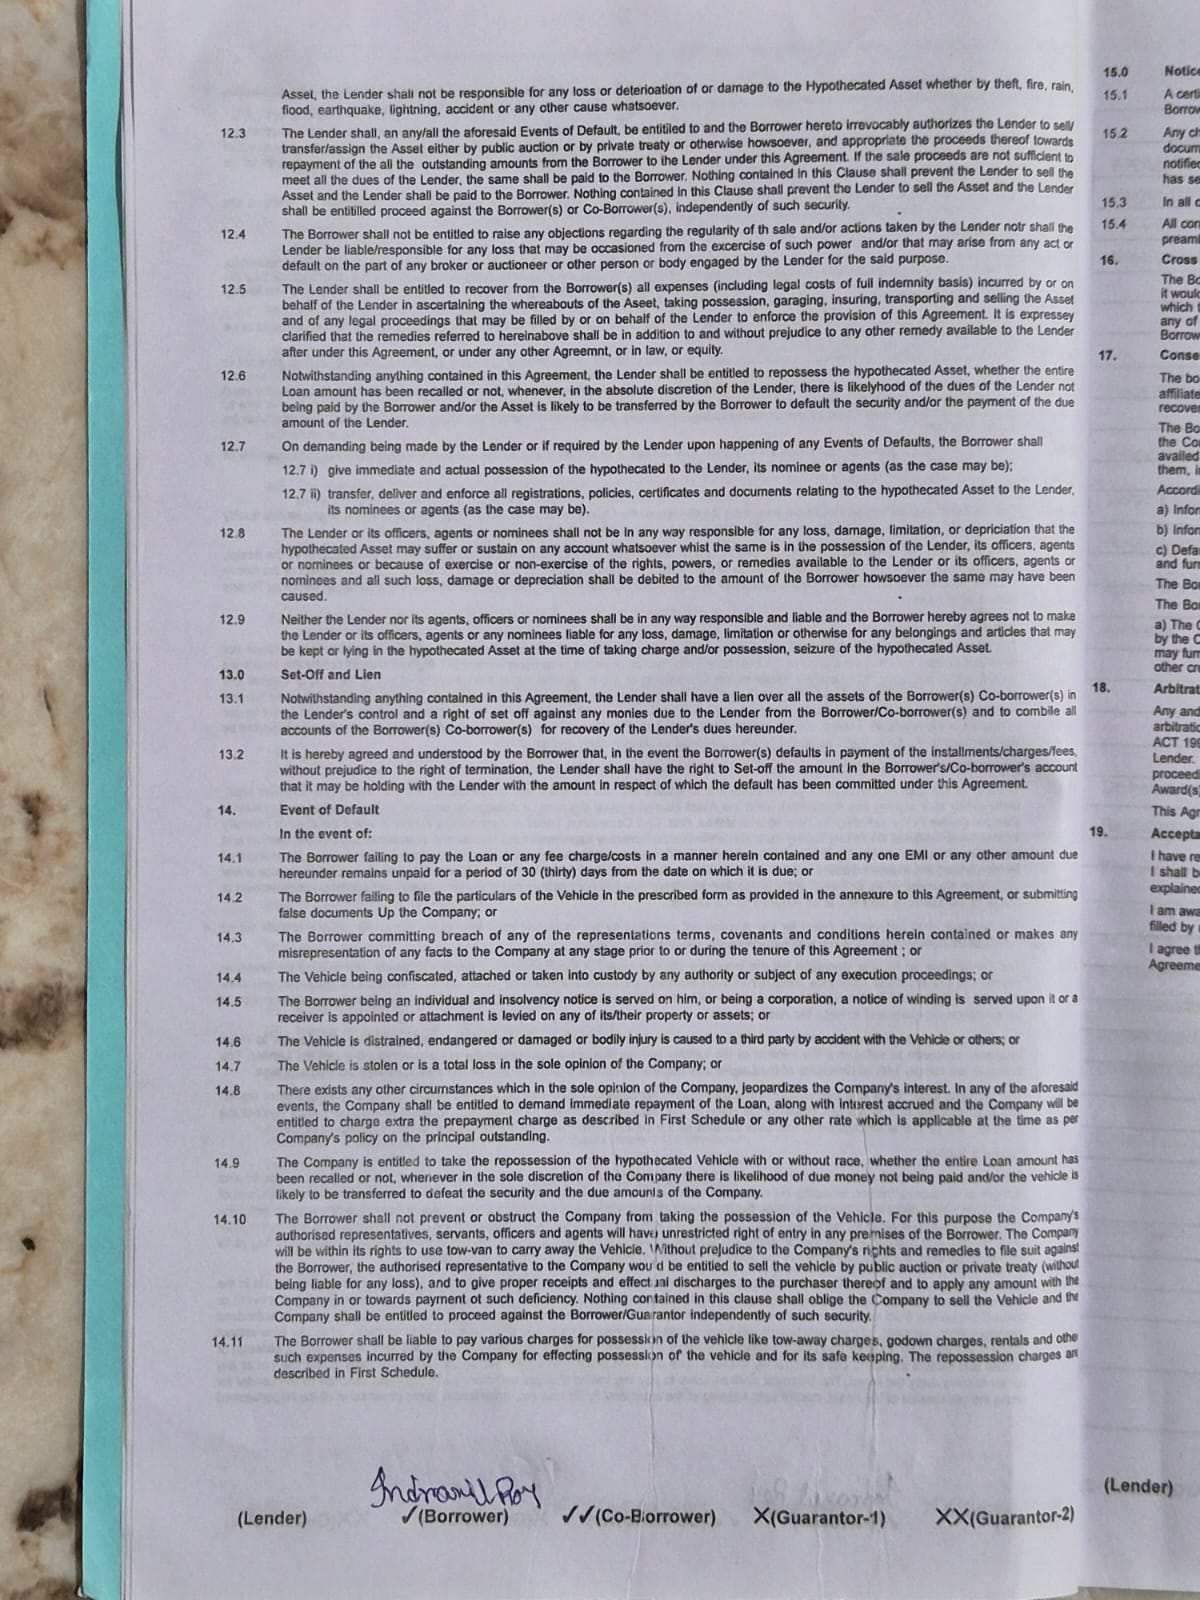 Asset, the Lender shall not be responsible for any loss or deterioation of or damage to the Hypothecated Asset whether by theft, fire, rain,
flood, earthquake, lightning, accident or any other cause whatsoever.
12.3 The Lender shall, an any/all the aforesaid Events of Default, be entitiled to and the Borrower hereto irrevocably authorizes the Lender to sell/
transfer/assign the Asset either by public auction or by private treaty or otherwise howsoever, and appropriate the proceeds thereof towards
repayment of the all the outstanding amounts from the Borrower to the Lender under this Agreement. If the sale proceeds are not sufficient to
meet all the dues of the Lender, the same shall be paid to the Borrower. Nothing contained in this Clause shall prevent the Lender to sell the
Asset and the Lender shall be paid to the Borrower. Nothing contained in this Clause shall prevent the Lender to sell the Asset and the Lender
shall be entitilled proceed against the Borrower(s) or Co-Borrower(s), independently of such security.
12.4 The Borrower shall not be entitled to raise any objections regarding the regularity of th sale and/or actions taken by the Lender notr shall the
Lender be liable/responsible for any loss that may be occasioned from the excercise of such power and/or that may arise from any act or
default on the part of any broker or auctioneer or other person or body engaged by the Lender for the said purpose.
12.5 The Lender shall be entitled to recover from the Borrower(s) all expenses (including legal costs of full indemnity basis) incurred by or on
behalf of the Lender in ascertaining the whereabouts of the Aseet, taking possession, garaging, insuring, transporting and selling the Asset
and of any legal proceedings that may be filled by or on behalf of the Lender to enforce the provision of this Agreement. It is expressey
clarified that the remedies referred to hereinabove shall be in addition to and without prejudice to any other remedy available to the Lender
after under this Agreement, or under any other Agreemnt, or in law, or equity.
12.6 Notwithstanding anything contained in this Agreement, the Lender shall be entitled to repossess the hypothecated Asset, whether the entire
Loan amount has been recalled or not, whenever, in the absolute discretion of the Lender, there is likelyhood of the dues of the Lender not
being paid by the Borrower and/or the Asset is likely to be transferred by the Borrower to default the security and/or the payment of the due
amount of the Lender.
12.7 On demanding being made by the Lender or if required by the Lender upon happening of any Events of Defaults, the Borrower shall
12.7 i) give immediate and actual possession of the hypothecated to the Lender, its nominee or agents (as the case may be);
12.7 ii) transfer, deliver and enforce all registrations, policies, certificates and documents relating to the hypothecated Asset to the Lender,
its nominees or agents (as the case may be).
12.8 The Lender or its officers, agents or nominees shall not be in any way responsible for any loss, damage, limitation, or depriciation that the
hypothecated Asset may suffer or sustain on any account whatsoever whist the same is in the possession of the Lender, its officers, agents
or nominees or because of exercise or non-exercise of the rights, powers, or remedies available to the Lender or its officers, agents or
nominees and all such loss, damage or depreciation shall be debited to the amount of the Borrower howsoever the same may have been
caused.
12.9 Neither the Lender nor its agents, officers or nominees shall be in any way responsible and liable and the Borrower hereby agrees not to make
the Lender or its officers, agents or any nominees liable for any loss, damage, limitation or otherwise for any belongings and articles that may
be kept or lying in the hypothecated Asset at the time of taking charge and/or possession, seizure of the hypothecated Asset.
13.0 Set-Off and Lien
13.1 Notwithstanding anything contained in this Agreement, the Lender shall have a lien over all the assets of the Borrower(s) Co-borrower(s) in
the Lender's control and a right of set off against any monies due to the Lender from the Borrower/Co-borrower(s) and to combile all
accounts of the Borrower(s) Co-borrower(s) for recovery of the Lender's dues hereunder.
13.2 It is hereby agreed and understood by the Borrower that, in the event the Borrower(s) defaults in payment of the installments/charges/fees,
without prejudice to the right of termination, the Lender shall have the right to Set-off the amount in the Borrower's/Co-borrower's account
that it may be holding with the Lender with the amount in respect of which the default has been committed under this Agreement.
14. Event of Default
In the event of:
14.1 The Borrower failing to pay the Loan or any fee charge/costs in a manner herein contained and any one EMI or any other amount due
hereunder remains unpaid for a period of 30 (thirty) days from the date on which it is due; or
14.2 The Borrower failing to file the particulars of the Vehicle in the prescribed form as provided in the annexure to this Agreement, or submitting
false documents Up the Company; or
14.3 The Borrower committing breach of any of the representations terms, covenants and conditions herein contained or makes any
misrepresentation of any facts to the Company at any stage prior to or during the tenure of this Agreement ; or
14.4 The Vehicle being confiscated, attached or taken into custody by any authority or subject of any execution proceedings; or
14.5 The Borrower being an individual and insolvency notice is served on him, or being a corporation, a notice of winding is served upon it or a
receiver is appointed or attachment is levied on any of its/their property or assets; or
14.6 The Vehicle is distrained, endangered or damaged or bodily injury is caused to a third party by accident with the Vehicle or others; or
14.7 The Vehicle is stolen or is a total loss in the sole opinion of the Company; or
14.8 There exists any other circumstances which in the sole opinion of the Company, jeopardizes the Company's interest. In any of the aforesaid
events, the Company shall be entitled to demand immediate repayment of the Loan, along with interest accrued and the Company will be
entitled to charge extra the prepayment charge as described in First Schedule or any other rate which is applicable at the time as per
Company's policy on the principal outstanding.
14.9 The Company is entitled to take the repossession of the hypothecated Vehicle with or without race, whether the entire Loan amount has
been recalled or not, whenever in the sole discretion of the Company there is likelihood of due money not being paid and/or the vehicle is
likely to be transferred to defeat the security and the due amounts of the Company.
14.10 The Borrower shall not prevent or obstruct the Company from taking the possession of the Vehicle. For this purpose the Company's
authorised representatives, servants, officers and agents will have unrestricted right of entry in any premises of the Borrower. The Company
will be within its rights to use tow-van to carry away the Vehicle. Without prejudice to the Company's rights and remedies to file suit against
the Borrower, the authorised representative to the Company would be entitled to sell the vehicle by public auction or private treaty (without
being liable for any loss), and to give proper receipts and effectual discharges to the purchaser thereof and to apply any amount with the
Company in or towards payment ot such deficiency. Nothing contained in this clause shall oblige the Company to sell the Vehicle and the
Company shall be entitled to proceed against the Borrower/Guarantor independently of such security.
14.11 The Borrower shall be liable to pay various charges for possession of the vehicle like tow-away charges, godown charges, rentals and othe
such expenses incurred by the Company for effecting possession of the vehicle and for its safe keeping. The repossession charges are
described in First Schedule.
Indranil Roy
(Lender) ✓(Borrower) ✓✓(Co-Borrower) X(Guarantor-1) XX(Guarantor-2)
15.0 Notice
15.1 A certi
Borrow
15.2 Any ch
docum
notified
has se
15.3 In all c
15.4 All con
preaml
16. Cross
The Bo
it would
which t
any of
Borrow
17. Conse
The bo
affiliate
recover
The Bo
the Co
availed
them, i
Accordi
a) Infor
b) Infor
c) Defa
and fur
The Bo
The Bo
a) The C
by the C
may fur
other cr
18. Arbitrat
Any and
arbitratio
ACT 199
Lender.
proceedi
Award(s)
This Agr
19. Accepta
I have re
I shall b
explained
I am awa
filled by
I agree t
Agreeme
(Lender)